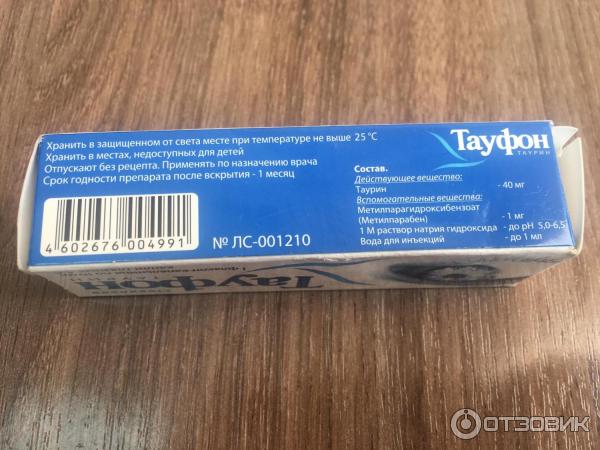 Хранить в защищенном от света месте при температуре не выше 25 °C
Хранить в местах, недоступных для детей
Отпускают без рецепта. Применять по назначению врача
Срок годности препарата после вскрытия - 1 месяц
4 602676 004991
№ ЛС-001210
Тауфон
ТАУРИН
Состав.
Действующее вещество:
Таурин - 40 мг
Вспомогательные вещества:
Метилпарагидроксибензоат
(Метилпарабен) - 1 мг
1 М раствор натрия гидроксида - до pH 5,0-6,5
Вода для инъекций - до 1 мл
Тауфон
ОТЗОВИК